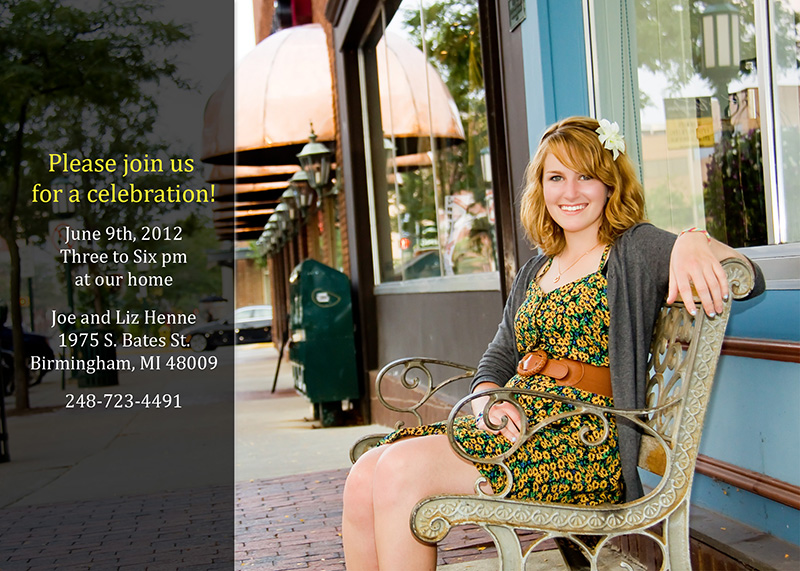 Please join us
for a celebration!
June 9th, 2012
Three to Six pm
at our home
Joe and Liz Henne
1975 S. Bates St.
Birmingham, MI 48009
248-723-4491